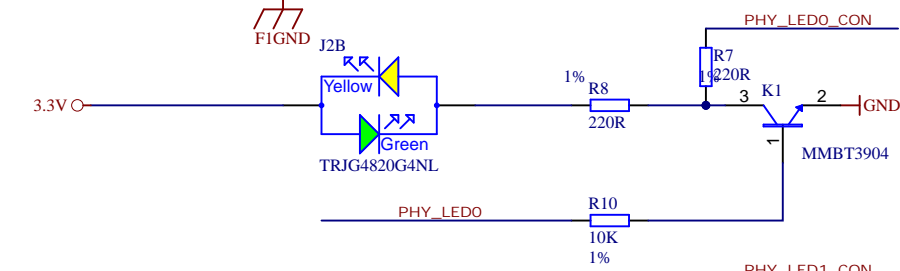 PHY_LED0_CON
F1GND
J2B
R7
220R
1%
Yellow
1%
R8
K1
3.3V
3
2
GND
220R
Green
1
MMBT3904
TRJG4820G4NL
R10
PHY_LED0
10K
1%
PHY_LED1_CON